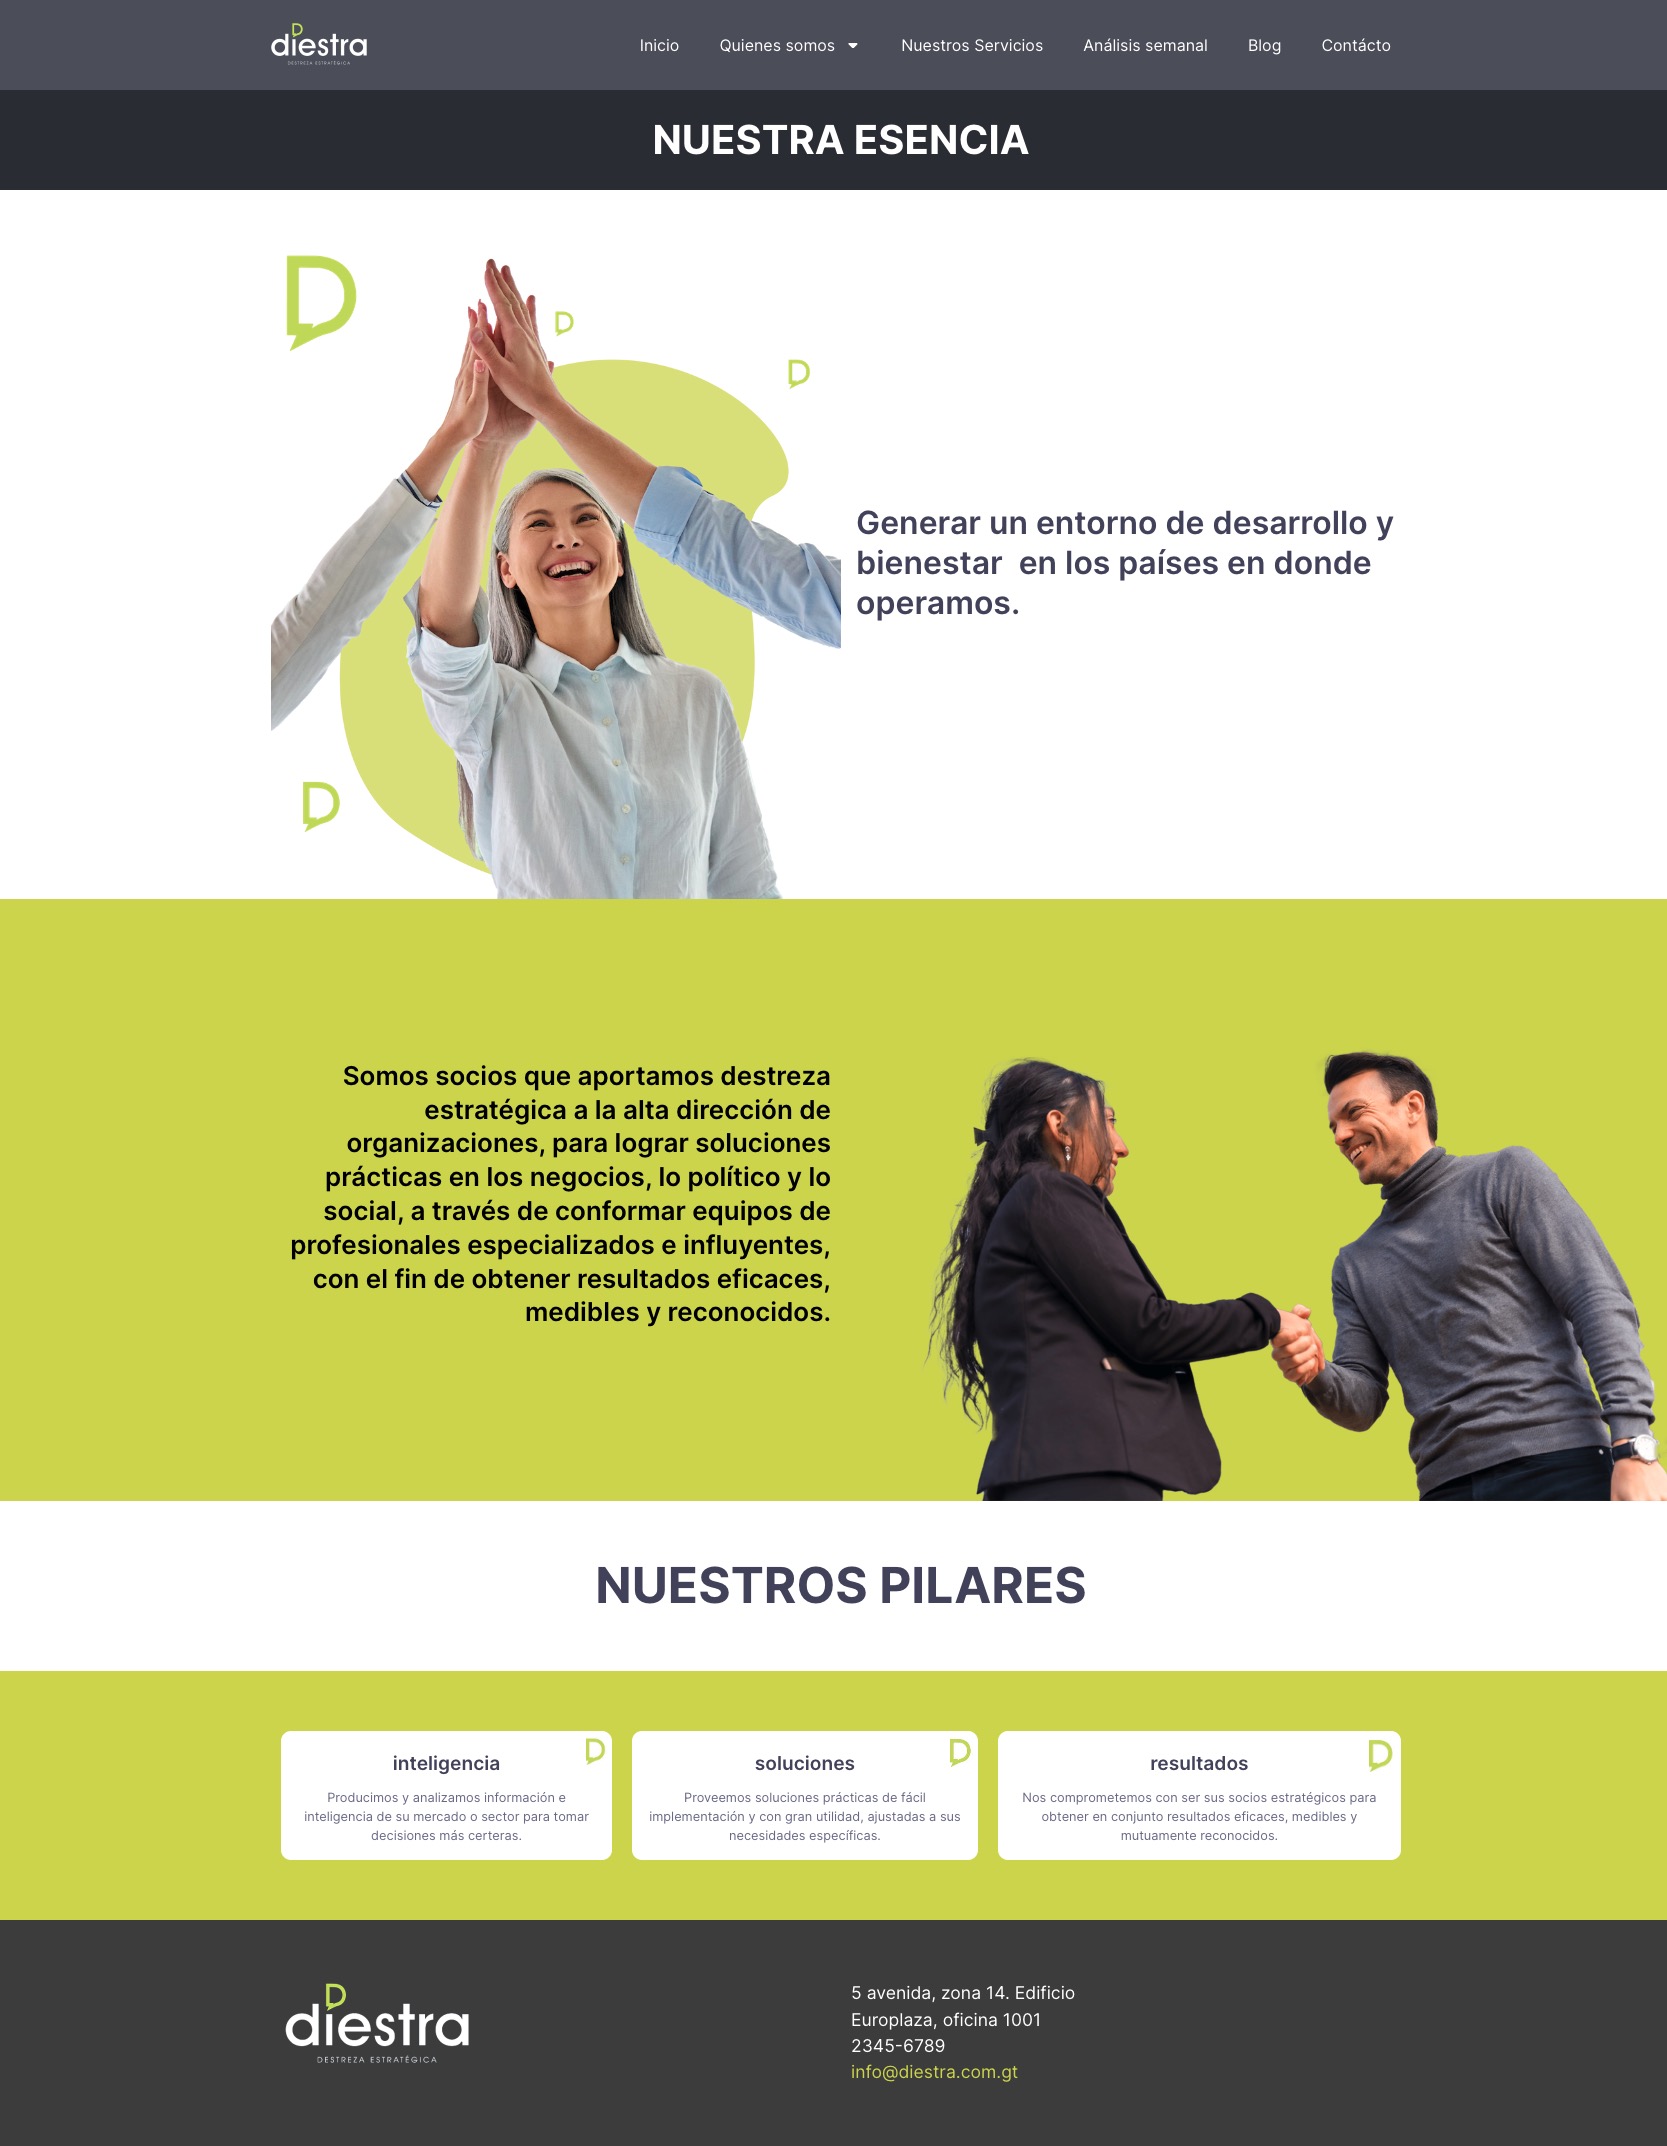 diestra
DESTREZA ESTRATÉGICA
Inicio
Quienes somos
Nuestros Servicios
Análisis semanal
Blog
Contácto
NUESTRA ESENCIA
Generar un entorno de desarrollo y
bienestar  en los países en donde
operamos.
Somos socios que aportamos destreza
estratégica a la alta dirección de
organizaciones, para lograr soluciones
prácticas en los negocios, lo político y lo
social, a través de conformar equipos de
profesionales especializados e influyentes,
con el fin de obtener resultados eficaces,
medibles y reconocidos.
NUESTROS PILARES
inteligencia
Producimos y analizamos información e
inteligencia de su mercado o sector para tomar
decisiones más certeras.
soluciones
Proveemos soluciones prácticas de fácil
implementación y con gran utilidad, ajustadas a sus
necesidades específicas.
resultados
Nos comprometemos con ser sus socios estratégicos para
obtener en conjunto resultados eficaces, medibles y
mutuamente reconocidos.
diestra
DESTREZA ESTRATÉGICA
5 avenida, zona 14. Edificio
Europlaza, oficina 1001
2345-6789
info@diestra.com.gt